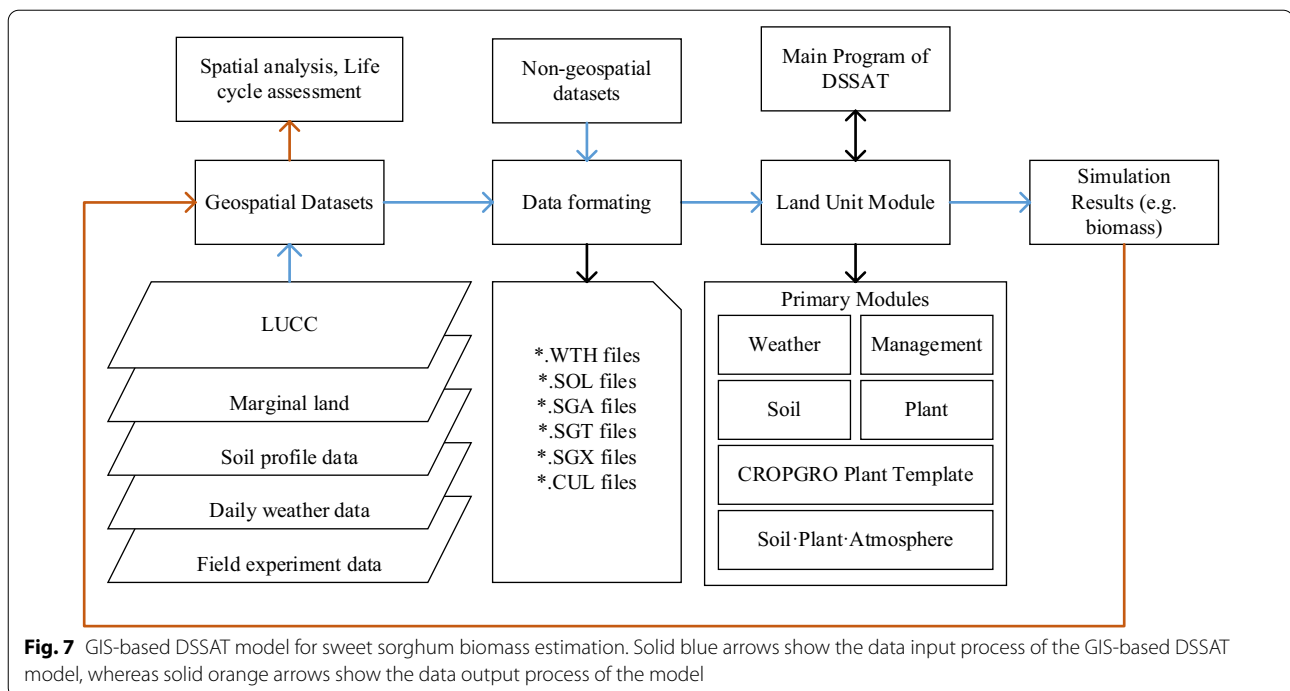 Spatial analysis, Life
cycle assessment
Non-geospatial
datasets
Main Program of
DSSAT
Geospatial Datasets
Data formating
Land Unit Module
Simulation
Results (e.g.
biomass)
LUCC
Marginal land
Soil profile data
Daily weather data
Field experiment data
*.WTH files
*.SOL files
*.SGA files
*.SGT files
*.SGX files
*.CUL files
Primary Modules
Weather
Management
Soil
Plant
CROPGRO Plant Template
Soil·Plant·Atmosphere
Fig. 7 GIS-based DSSAT model for sweet sorghum biomass estimation. Solid blue arrows show the data input process of the GIS-based DSSAT
model, whereas solid orange arrows show the data output process of the model